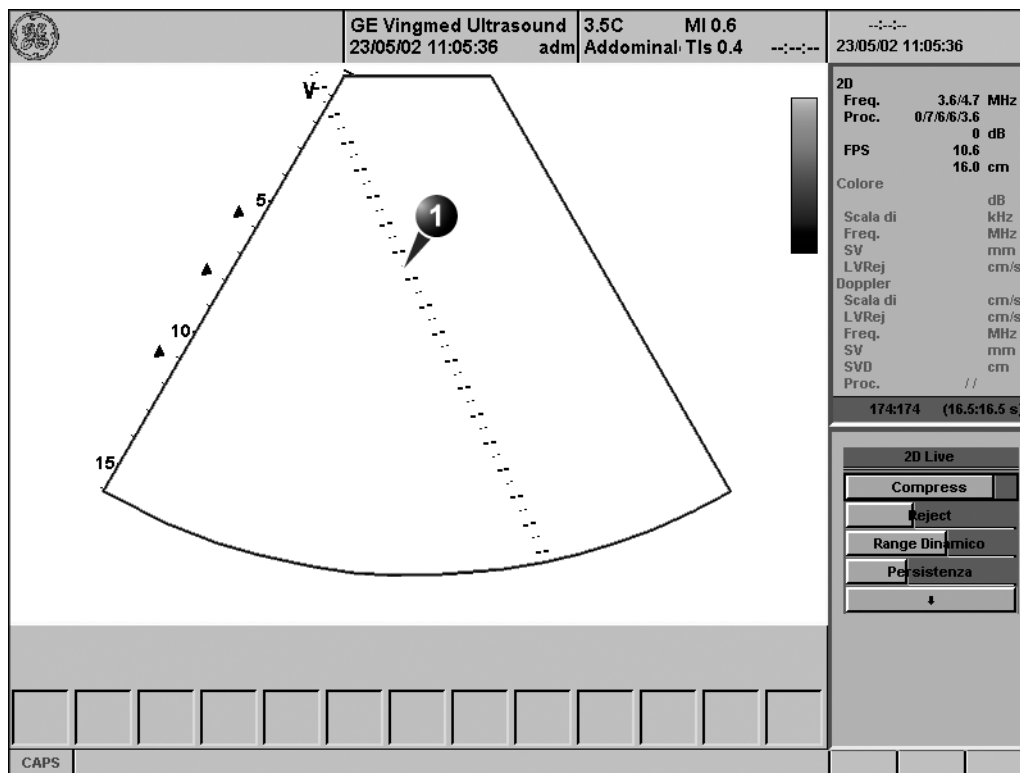 GE Vingmed Ultrasound
23/05/02 11:05:36 adm
3.5C MI 0.6
Addominal TIs 0.4 --:--:--
--:--:--
23/05/02 11:05:36
V
5
10
15
1
2D
Freq. 3.6/4.7 MHz
Proc. 0/7/6/6/3.6
0 dB
FPS 10.6
16.0 cm
Colore
dB
Scala di kHz
Freq. MHz
SV mm
LVRej cm/s
Doppler
Scala di cm/s
LVRej cm/s
Freq. MHz
SV mm
SVD cm
Proc. / /
174:174 (16.5:16.5 s)
2D Live
Compress
Reject
Range Dinamico
Persistenza
CAPS